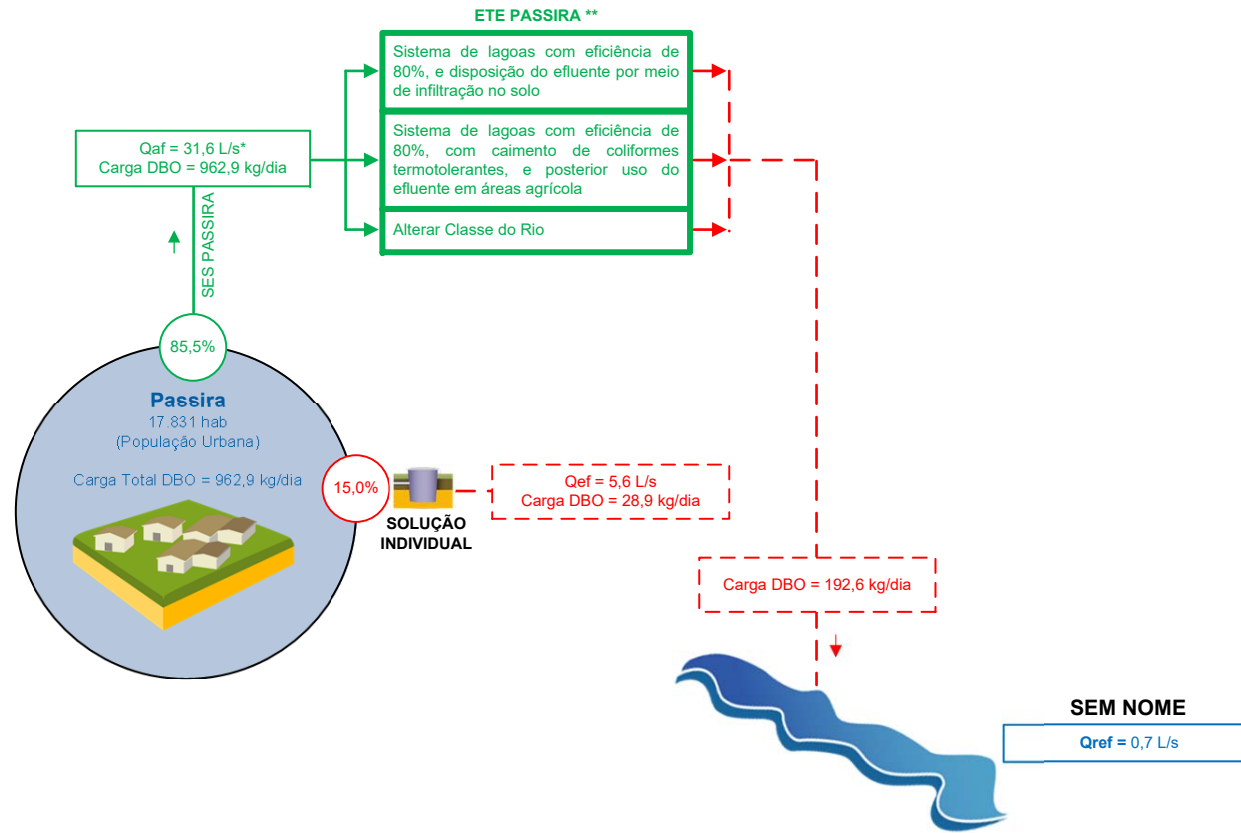 ETE PASSIRA **
Sistema de lagoas com eficiência de
80%, e disposição do efluente por meio
de infiltração no solo
Sistema de lagoas com eficiência de
80%, com caimento de coliformes
termotolerantes, e posterior uso do
efluente em áreas agrícola
Alterar Classe do Rio
Qaf = 31,6 L/s*
Carga DBO = 962,9 kg/dia
SES PASSIRA
85,5%
Passira
17.831 hab
(População Urbana)
Carga Total DBO = 962,9 kg/dia
15,0%
SOLUÇÃO
INDIVIDUAL
Qef = 5,6 L/s
Carga DBO = 28,9 kg/dia
Carga DBO = 192,6 kg/dia
SEM NOME
Qref = 0,7 L/s